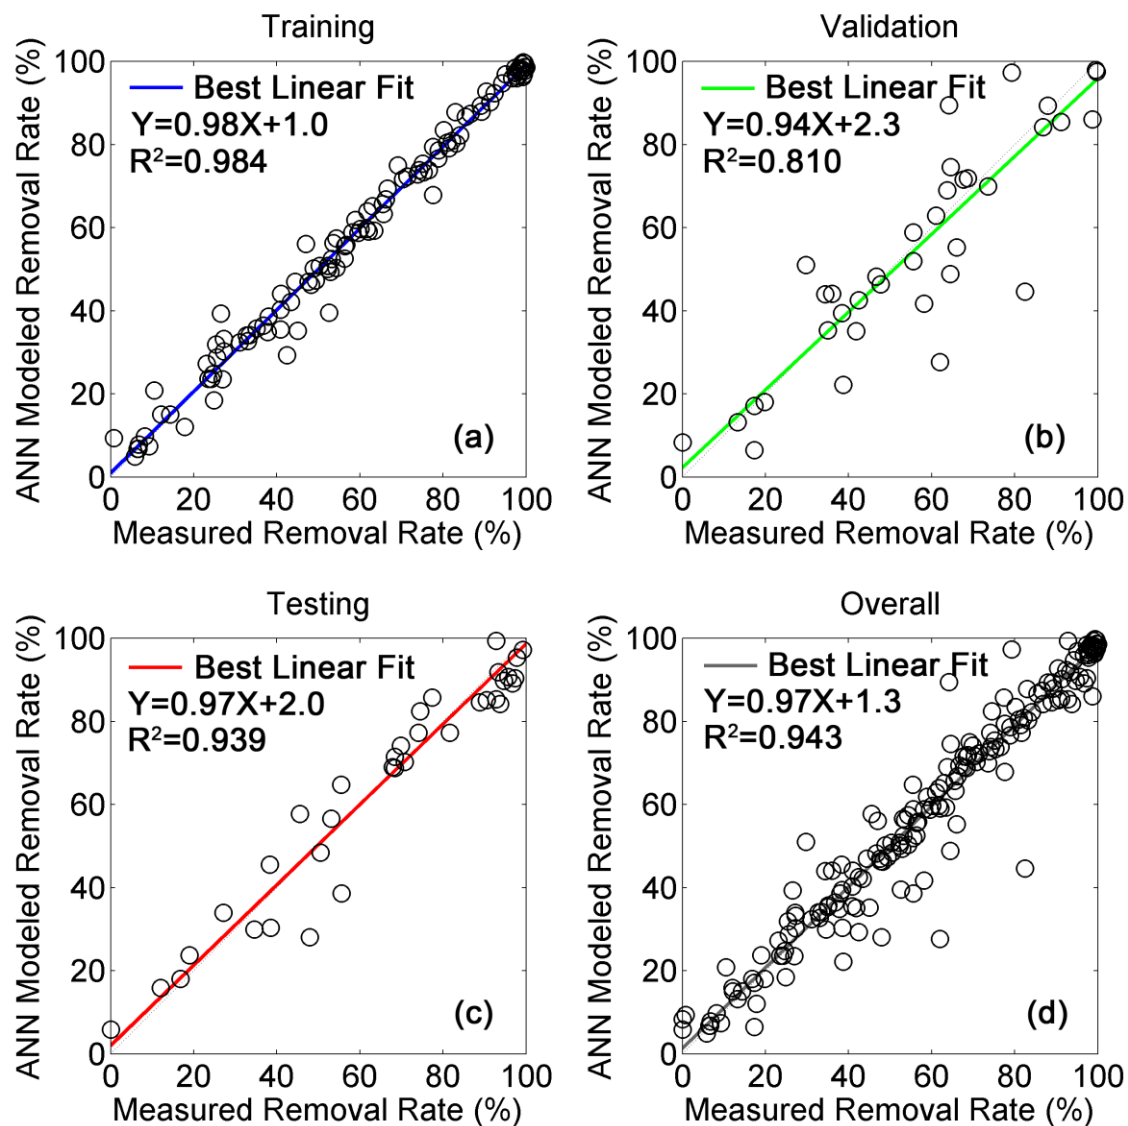 Training
ANN Modeled Removal Rate (%)
100
80
60
40
20
0
Best Linear Fit
Y=0.98X+1.0
R²=0.984
(a)
0 20 40 60 80 100
Measured Removal Rate (%)
Validation
ANN Modeled Removal Rate (%)
100
80
60
40
20
0
Best Linear Fit
Y=0.94X+2.3
R²=0.810
(b)
0 20 40 60 80 100
Measured Removal Rate (%)
Testing
ANN Modeled Removal Rate (%)
100
80
60
40
20
0
Best Linear Fit
Y=0.97X+2.0
R²=0.939
(c)
0 20 40 60 80 100
Measured Removal Rate (%)
Overall
ANN Modeled Removal Rate (%)
100
80
60
40
20
0
Best Linear Fit
Y=0.97X+1.3
R²=0.943
(d)
0 20 40 60 80 100
Measured Removal Rate (%)